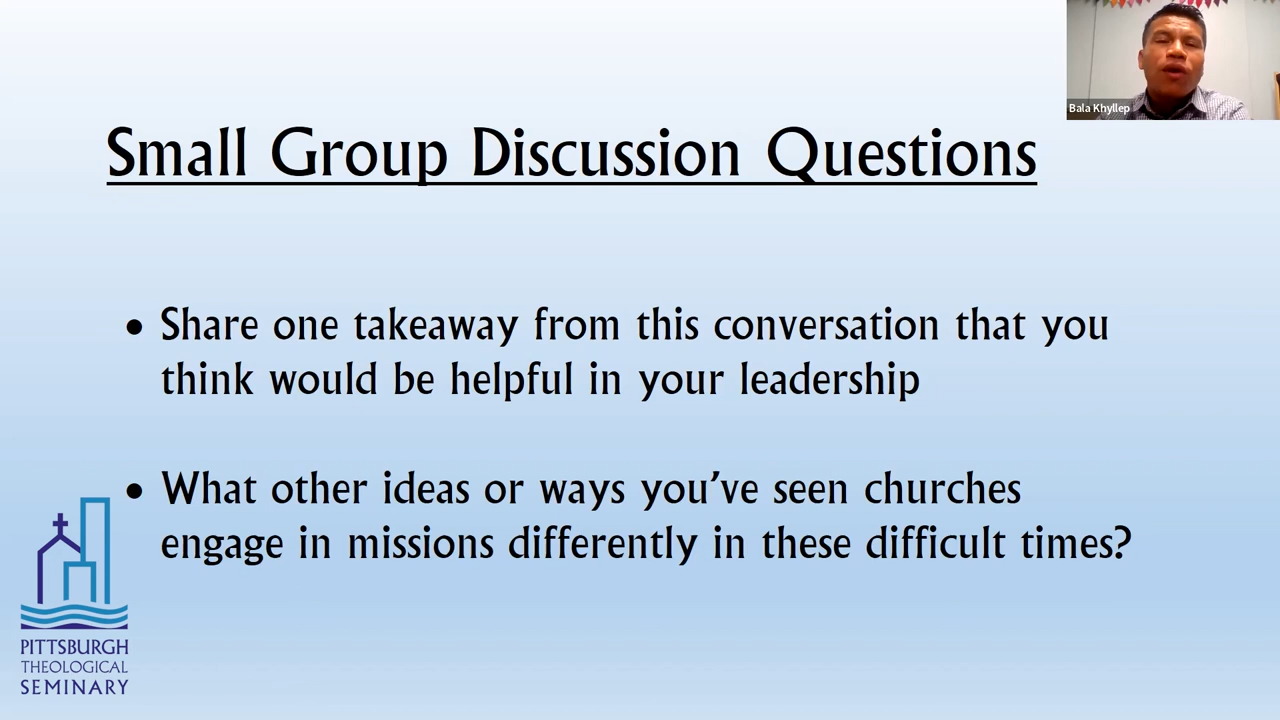 Bala Khyllep
Small Group Discussion Questions
• Share one takeaway from this conversation that you
think would be helpful in your leadership
• What other ideas or ways you’ve seen churches
engage in missions differently in these difficult times?
PITTSBURGH
THEOLOGICAL
SEMINARY